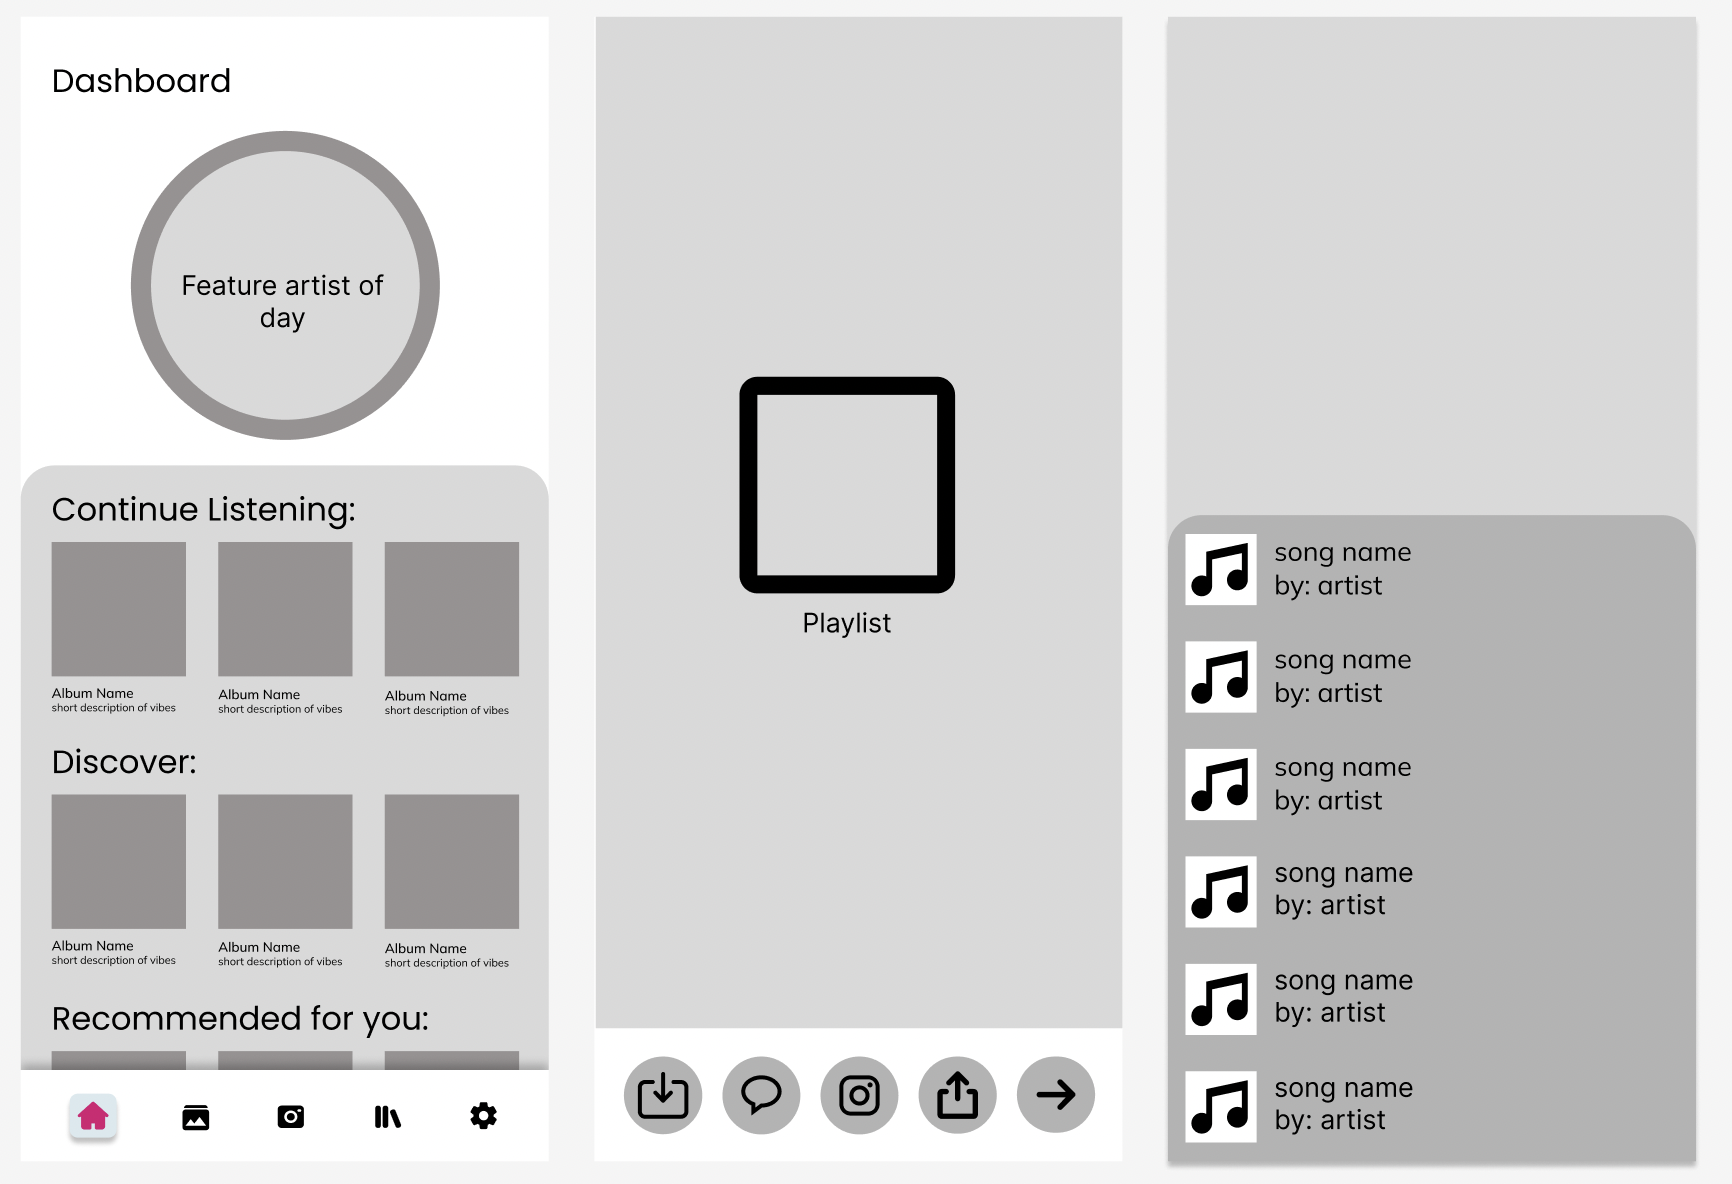 Dashboard
Feature artist of
day
Continue Listening:
Album Name
short description of vibes
Album Name
short description of vibes
Album Name
short description of vibes
Discover:
Album Name
short description of vibes
Album Name
short description of vibes
Album Name
short description of vibes
Recommended for you:
Playlist
song name
by: artist
song name
by: artist
song name
by: artist
song name
by: artist
song name
by: artist
song name
by: artist